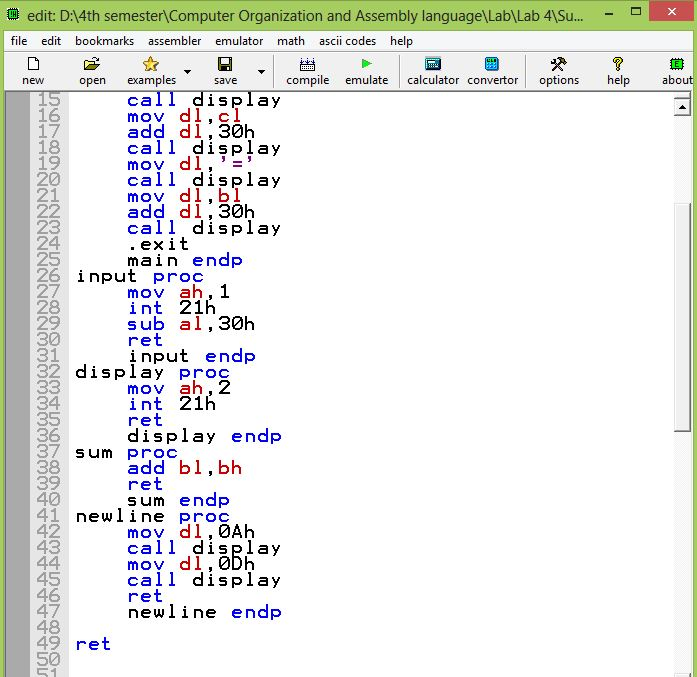 edit: D:\4th semester\Computer Organization and Assembly language\Lab\Lab 4\Su...
file edit bookmarks assembler emulator math ascii codes help
new open examples save compile emulate calculator convertor options help about
15 call display
16 mov dl,cl
17 add dl,30h
18 call display
19 mov dl,'='
20 call display
21 mov dl,bl
22 add dl,30h
23 call display
24 .exit
25 main endp
26 input proc
27 mov ah,1
28 int 21h
29 sub al,30h
30 ret
31 input endp
32 display proc
33 mov ah,2
34 int 21h
35 ret
36 display endp
37 sum proc
38 add bl,bh
39 ret
40 sum endp
41 newline proc
42 mov dl,0Ah
43 call display
44 mov dl,0Dh
45 call display
46 ret
47 newline endp
48
49 ret
50
51